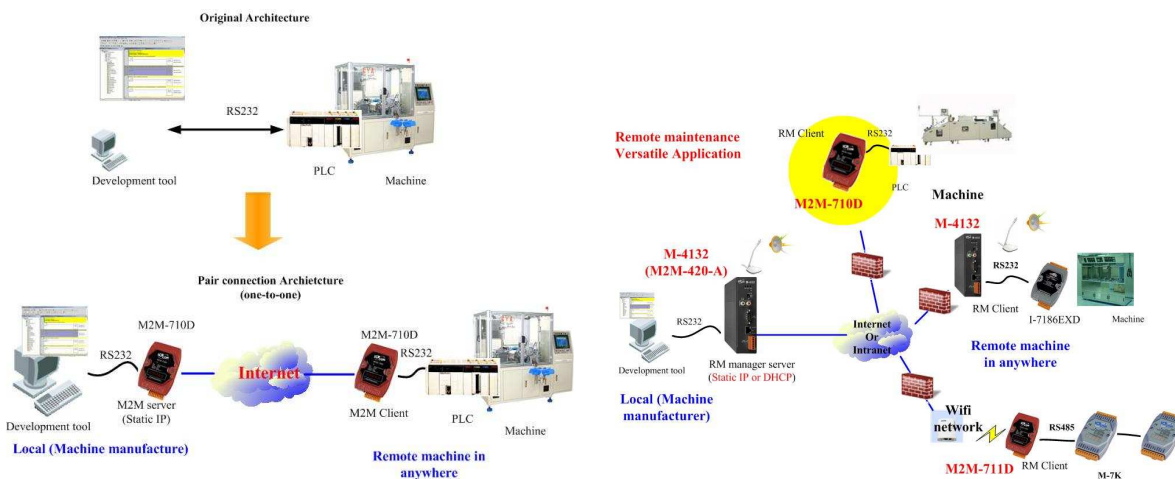 Original Architecture
RS232
Development tool
PLC
Machine
Pair connection Archietcture
(one-to-one)
M2M-710D
RS232
M2M server
(Static IP)
Internet
M2M-710D
RS232
M2M Client
PLC
Machine
Development tool
Local (Machine manufacture)
Remote machine in
anywhere
Remote maintenance
Versatile Application
RM Client
RS232
PLC
M2M-710D
Machine
M-4132
RS232
RM Client
I-7186EXD
Machine
Remote machine
in anywhere
M-4132
(M2M-420-A)
RS232
Development tool
RM manager server
(Static IP or DHCP)
Local (Machine
manufacturer)
Internet
Or
Intranet
Wifi
network
M2M-711D
RM Client
RS485
M-7K